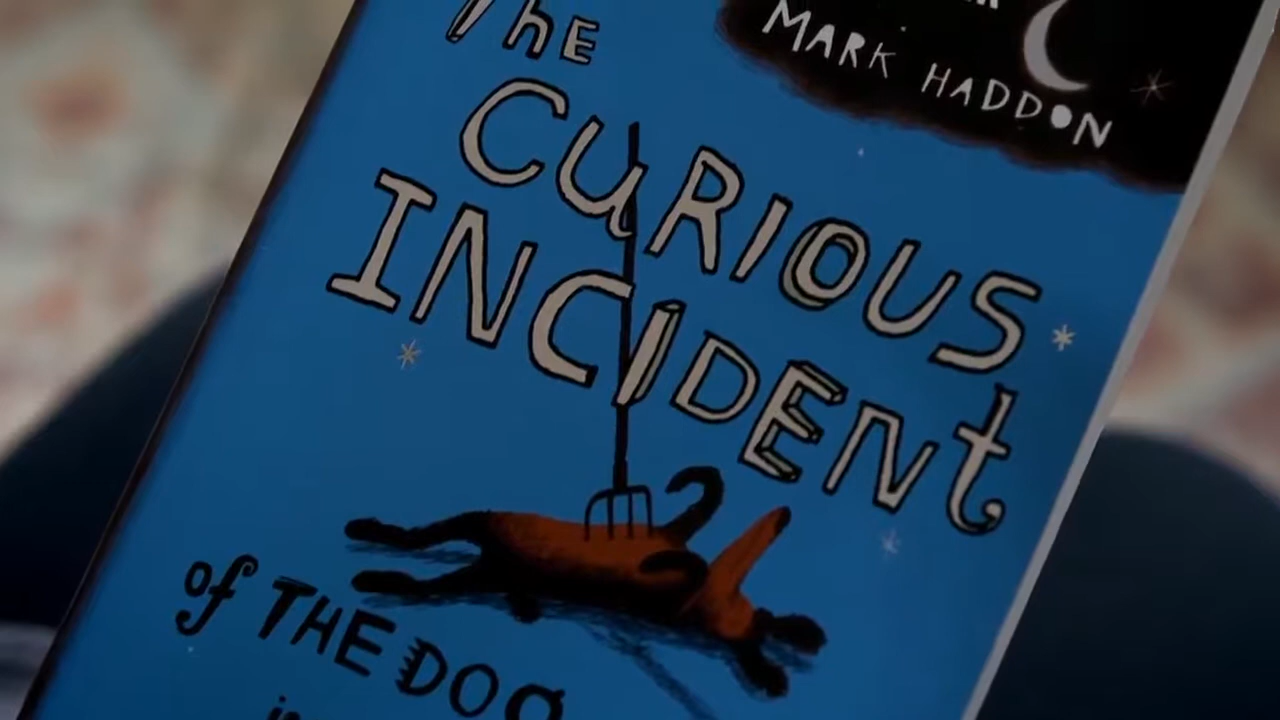 MARK HADDON
The
CURIOUS
INCIDENt
of THE DOG